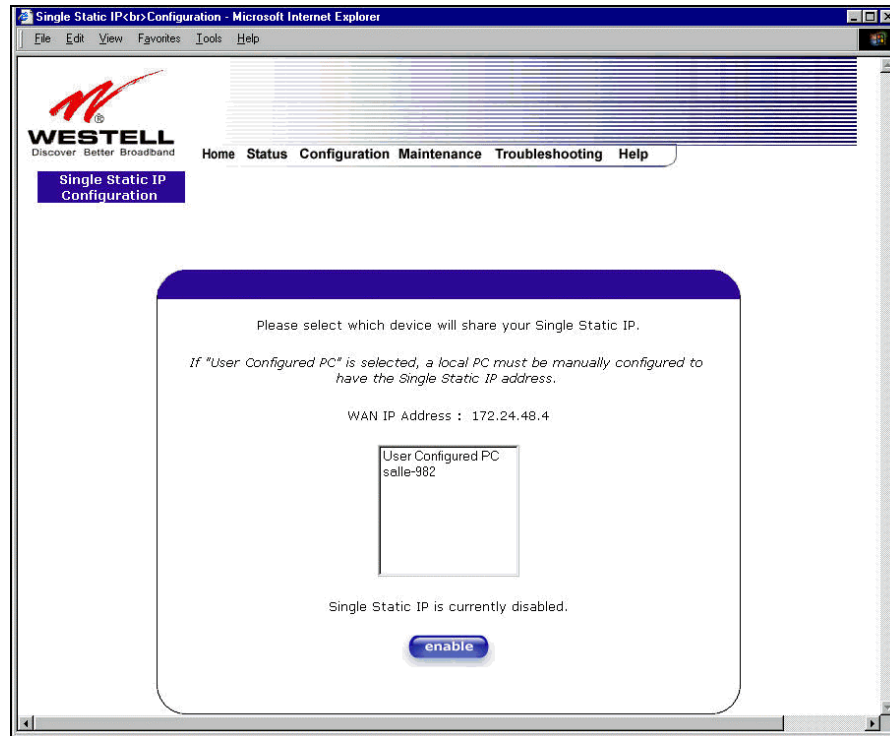 Single Static IP<br>Configuration - Microsoft Internet Explorer
File Edit View Favorites Tools Help
WESTELL
®
Discover Better Broadband
Home Status Configuration Maintenance Troubleshooting Help
Single Static IP
Configuration
Please select which device will share your Single Static IP.
If "User Configured PC" is selected, a local PC must be manually configured to
have the Single Static IP address.
WAN IP Address : 172.24.48.4
User Configured PC
salle-982
Single Static IP is currently disabled.
enable